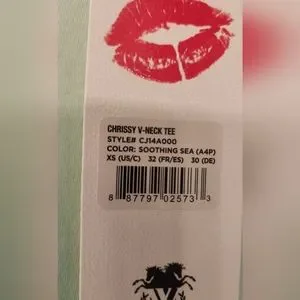 CHRISSY V-NECK TEE
STYLE# CJ14A000
COLOR: SOOTHING SEA (A4P)
XS (US/C) 32 (FR/ES) 30 (DE)
8 87797 02573 3